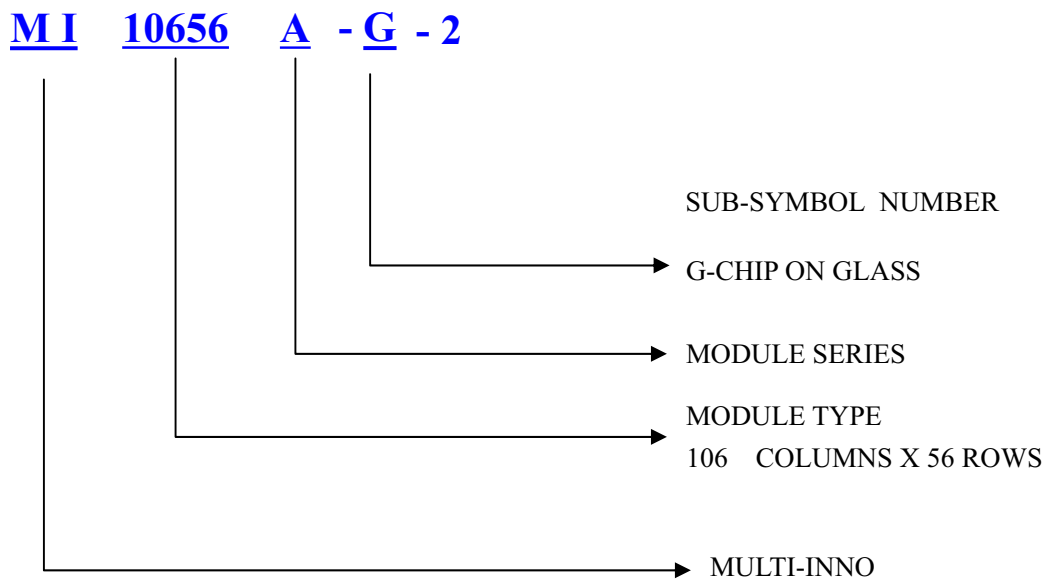 M I 10656 A - G - 2
SUB-SYMBOL NUMBER
G-CHIP ON GLASS
MODULE SERIES
MODULE TYPE
106 COLUMNS X 56 ROWS
MULTI-INNO